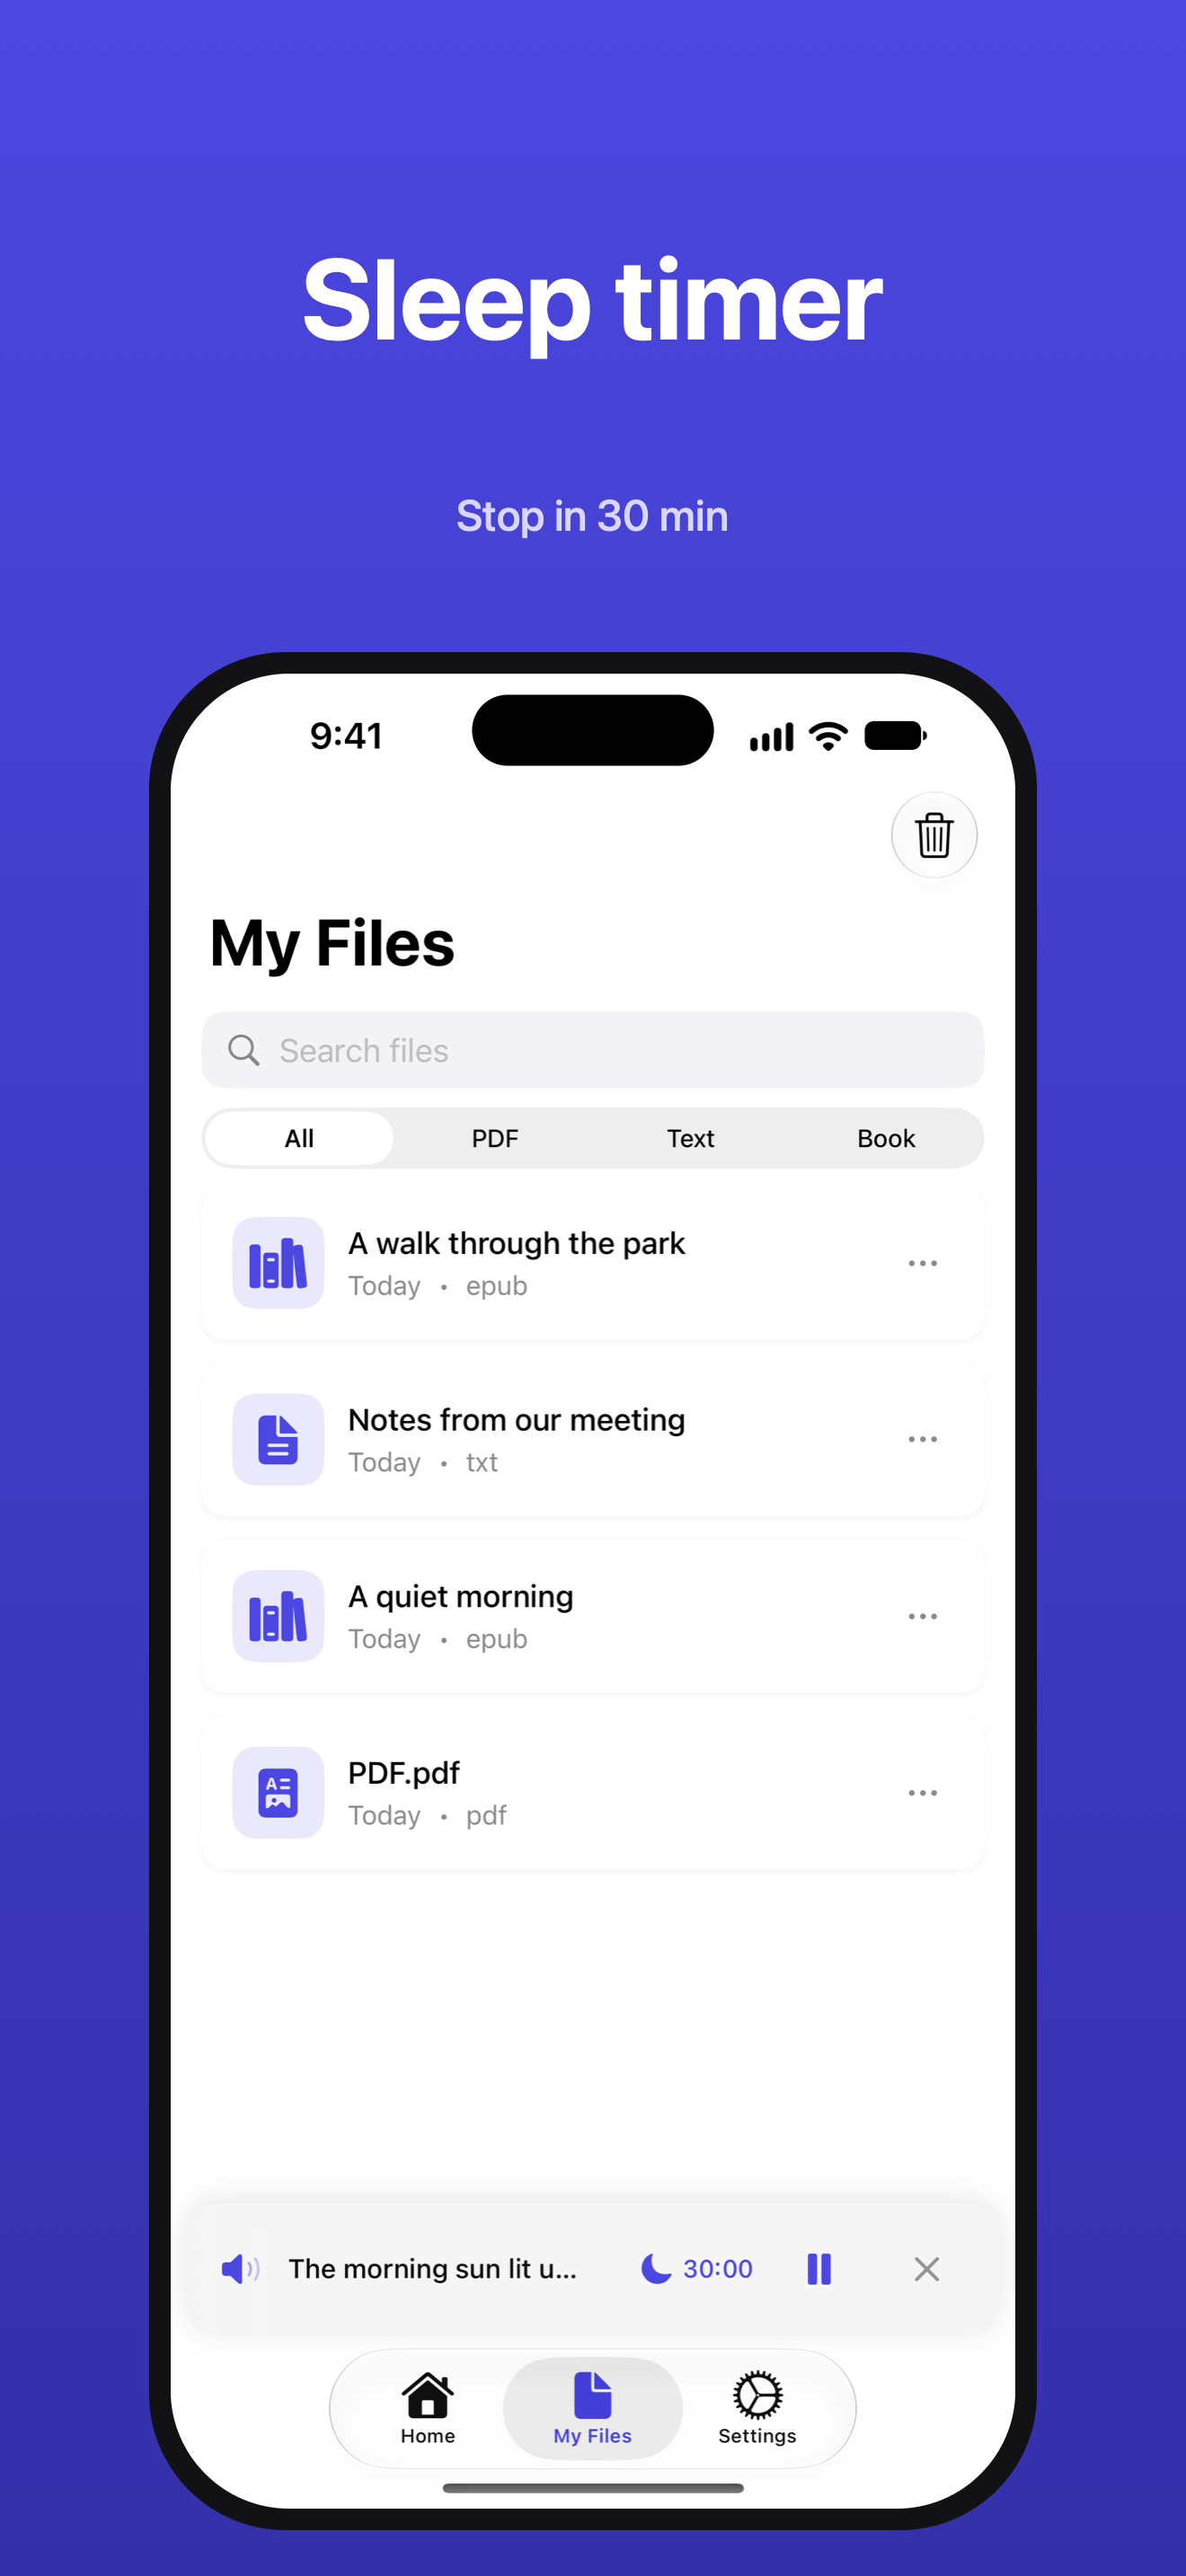 Sleep timer
Stop in 30 min
9:41
My Files
Search files
All PDF Text Book
A walk through the park
Today • epub
Notes from our meeting
Today • txt
A quiet morning
Today • epub
PDF.pdf
Today • pdf
The morning sun lit u... 30:00
Home My Files Settings